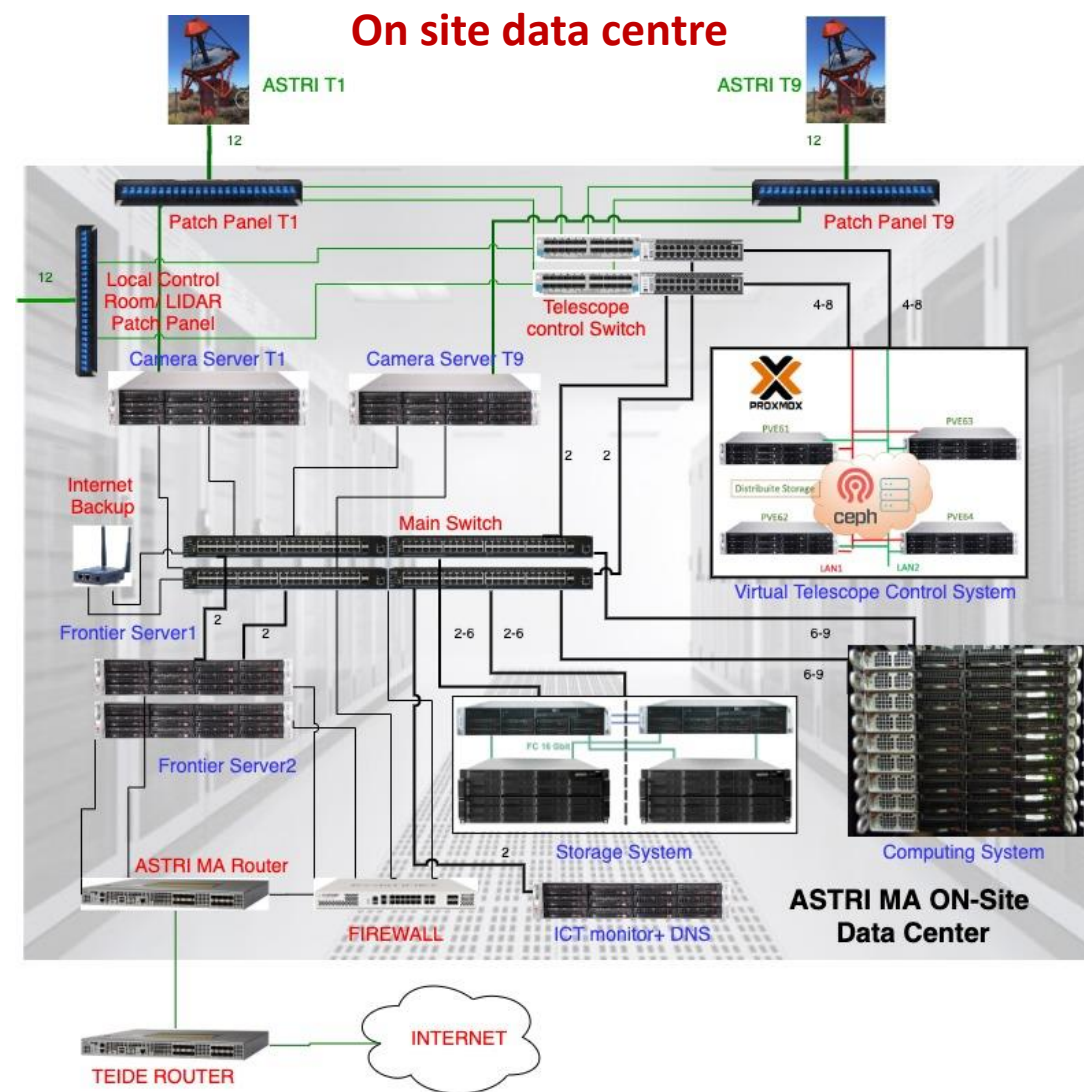 On site data centre
ASTRI T1
ASTRI T9
12
12
Patch Panel T1
Patch Panel T9
12
Local Control
Room/ LIDAR
Patch Panel
Telescope
control Switch
4-8
4-8
Camera Server T1
Camera Server T9
PROXMOX
PVE61
PVE63
Distribuite Storage
ceph
PVE62
PVE64
LAN1
LAN2
Virtual Telescope Control System
2
2
Internet
Backup
Main Switch
Frontier Server1
2
2
2-6
2-6
6-9
6-9
FC 16 Gbit
Frontier Server2
Storage System
Computing System
2
ASTRI MA Router
FIREWALL
ICT monitor+ DNS
ASTRI MA ON-Site
Data Center
INTERNET
TEIDE ROUTER